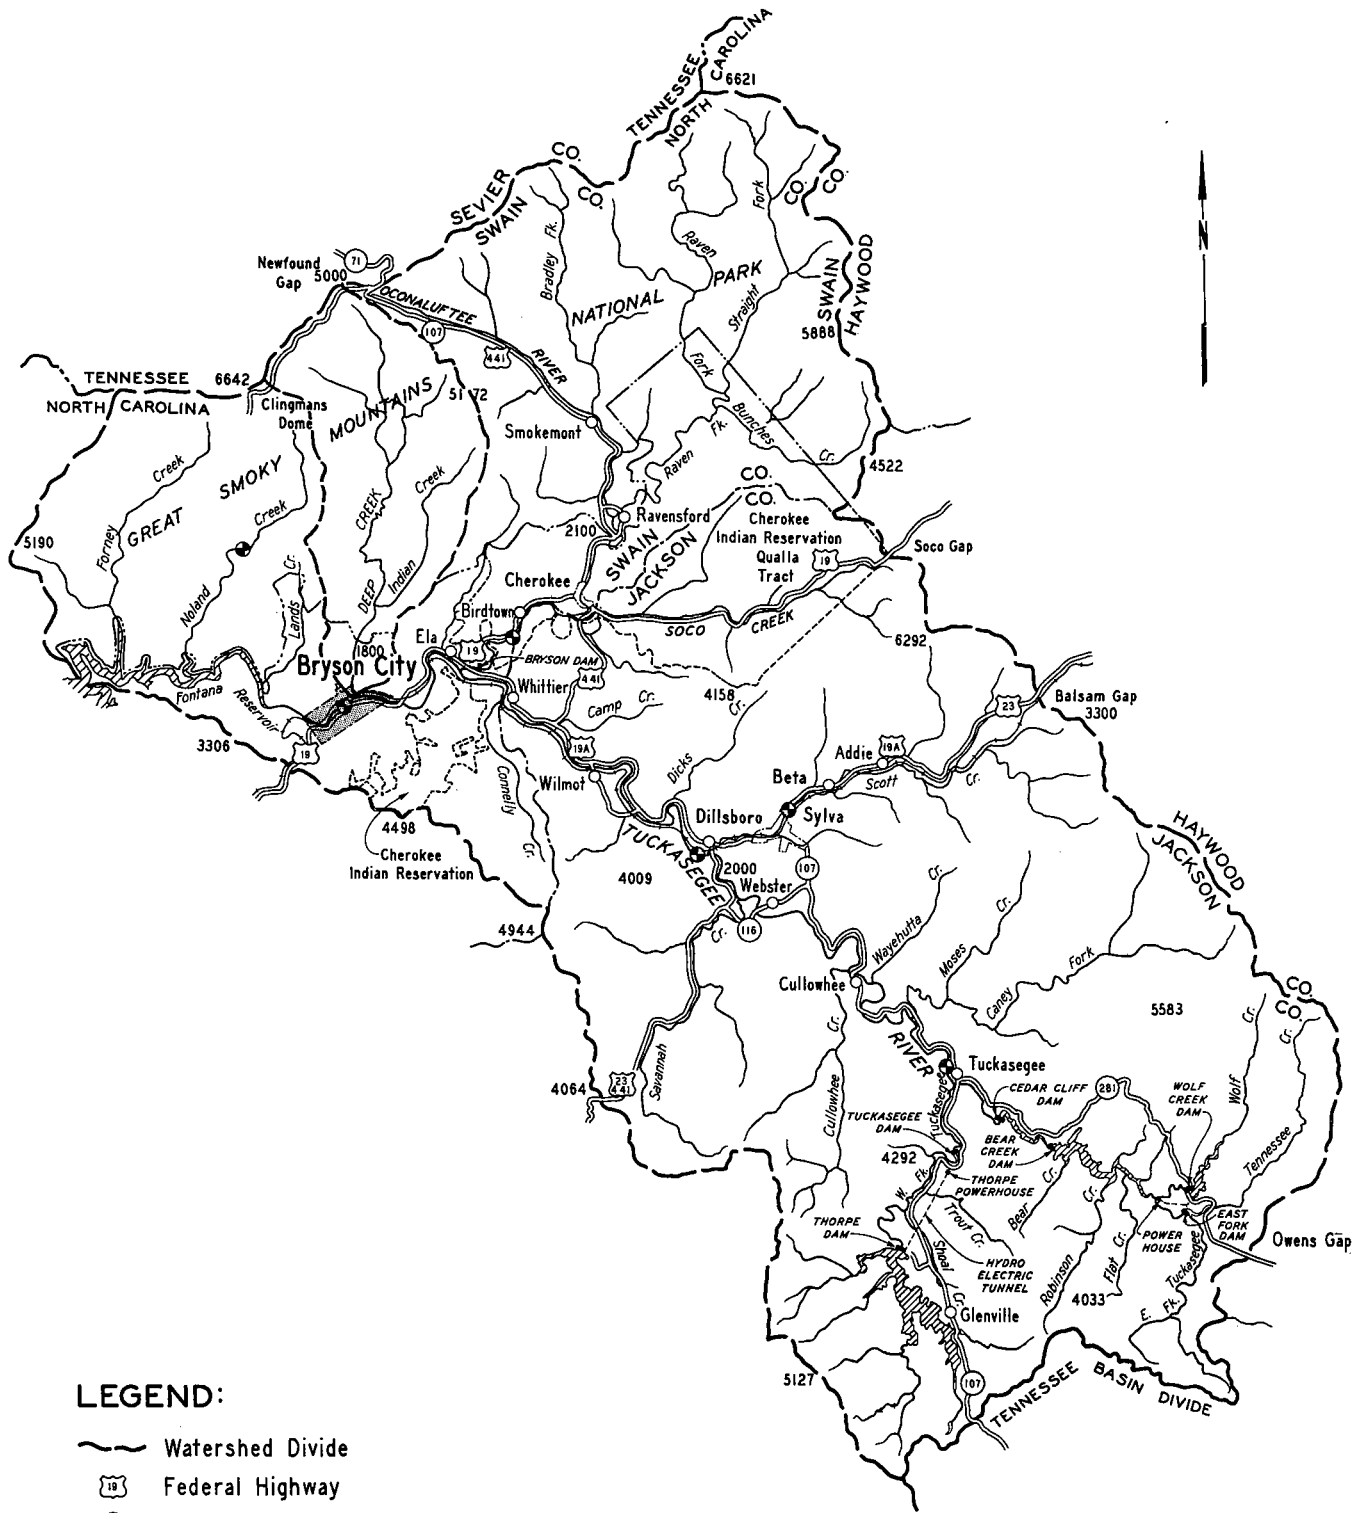 TENNESSEE
NORTH
CAROLINA
6621
CO.
CO.
SEVIER
SWAIN
Bradley Fk.
Raven
Fork
Straight
CO.
CO.
SWAIN
HAYWOOD
5888
Newfound
Gap
5000
71
OCONALUFTEE
RIVER
107
441
NATIONAL
PARK
TENNESSEE
NORTH CAROLINA
6642
Clingmans
Dome
MOUNTAINS
5172
Smokemont
Fork
Bunches
Cr.
Raven
Fk.
4522
GREAT
SMOKY
Forney
Creek
Noland
Creek
CREEK
DEEP
Indian
Creek
Lands
Cr.
5190
2100
Ravensford
CO.
CO.
SWAIN
JACKSON
Cherokee
Indian Reservation
Qualla
Tract
19
Soco Gap
Cherokee
Birdtown
Ela
19
SOCO
CREEK
6292
1800
Bryson City
BRYSON DAM
Whittier
441
4158
Camp
Cr.
Fontana
Reservoir
3306
19
Connelly
Cr.
19A
Wilmot
Dicks
Cr.
23
Balsam Gap
3300
Addie
19A
Beta
Scott
Cr.
Dillsboro
Sylva
4498
Cherokee
Indian Reservation
TUCKASEGEE
RIVER
4009
2000
Webster
107
116
HAYWOOD
JACKSON
CO.
CO.
4944
Cr.
Savannah
Cullowhee
Wayehutta
Cr.
Moses
Cr.
Caney
Fork
5583
4064
23
441
Cullowhee
Cr.
Tuckasegee
Tuckasegee
CEDAR CLIFF
DAM
281
WOLF
CREEK
DAM
Wolf
Cr.
Tennessee
Cr.
TUCKASEGEE
DAM
4292
BEAR
CREEK
DAM
THORPE
POWERHOUSE
W. Fk.
Trout Cr.
Bear
Cr.
THORPE
DAM
Shoal
Cr.
HYDRO
ELECTRIC
TUNNEL
Robinson
Cr.
Flat
Cr.
POWER
HOUSE
EAST
FORK
DAM
Tuckasegee
E. Fk.
Owens Gap
4033
Glenville
5127
107
TENNESSEE BASIN DIVIDE
N
LEGEND:
Watershed Divide
19 Federal Highway